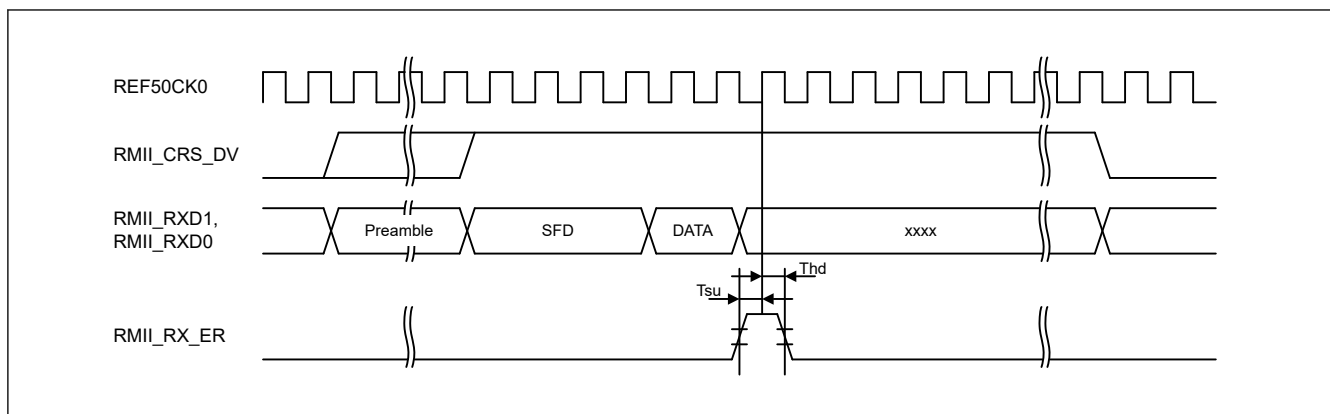 REF50CK0
RMII_CRS_DV
RMII_RXD1,
RMII_RXD0
Preamble
SFD
DATA
xxxx
Thd
Tsu
RMII_RX_ER